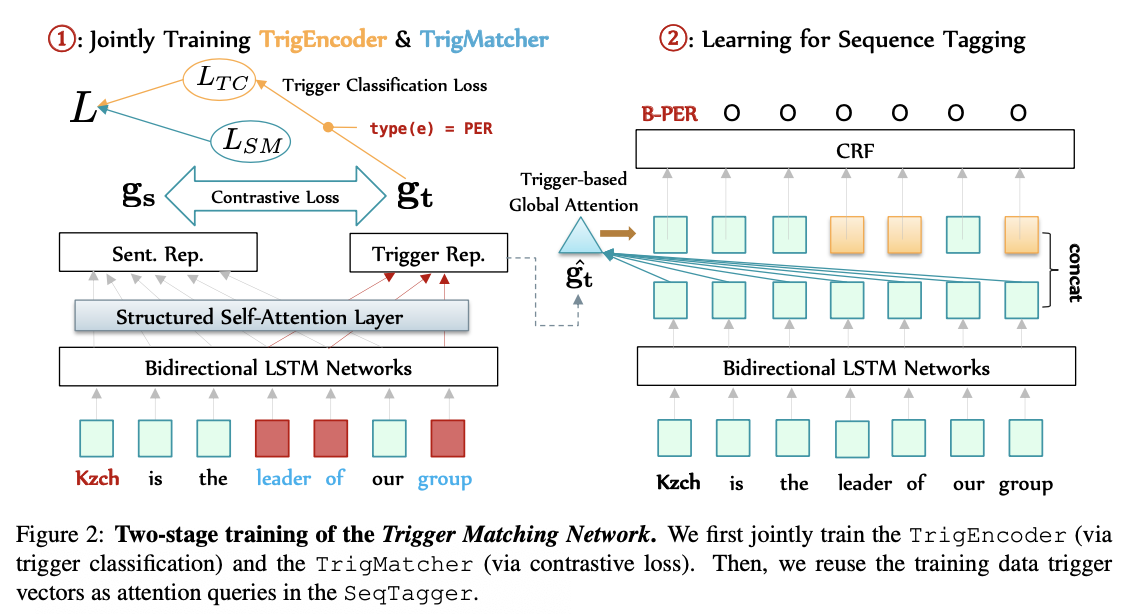 ①: Jointly Training TrigEncoder & TrigMatcher
L
L_TC
Trigger Classification Loss
L_SM
type(e) = PER
g_s
Contrastive Loss
g_t
Sent. Rep.
Trigger Rep.
Structured Self-Attention Layer
Bidirectional LSTM Networks
Kzch is the leader of our group
②: Learning for Sequence Tagging
B-PER O O O O O O
CRF
Trigger-based
Global Attention
ĝ_t
concat
Bidirectional LSTM Networks
Kzch is the leader of our group
Figure 2: Two-stage training of the Trigger Matching Network. We first jointly train the TrigEncoder (via
trigger classification) and the TrigMatcher (via contrastive loss). Then, we reuse the training data trigger
vectors as attention queries in the SeqTagger.